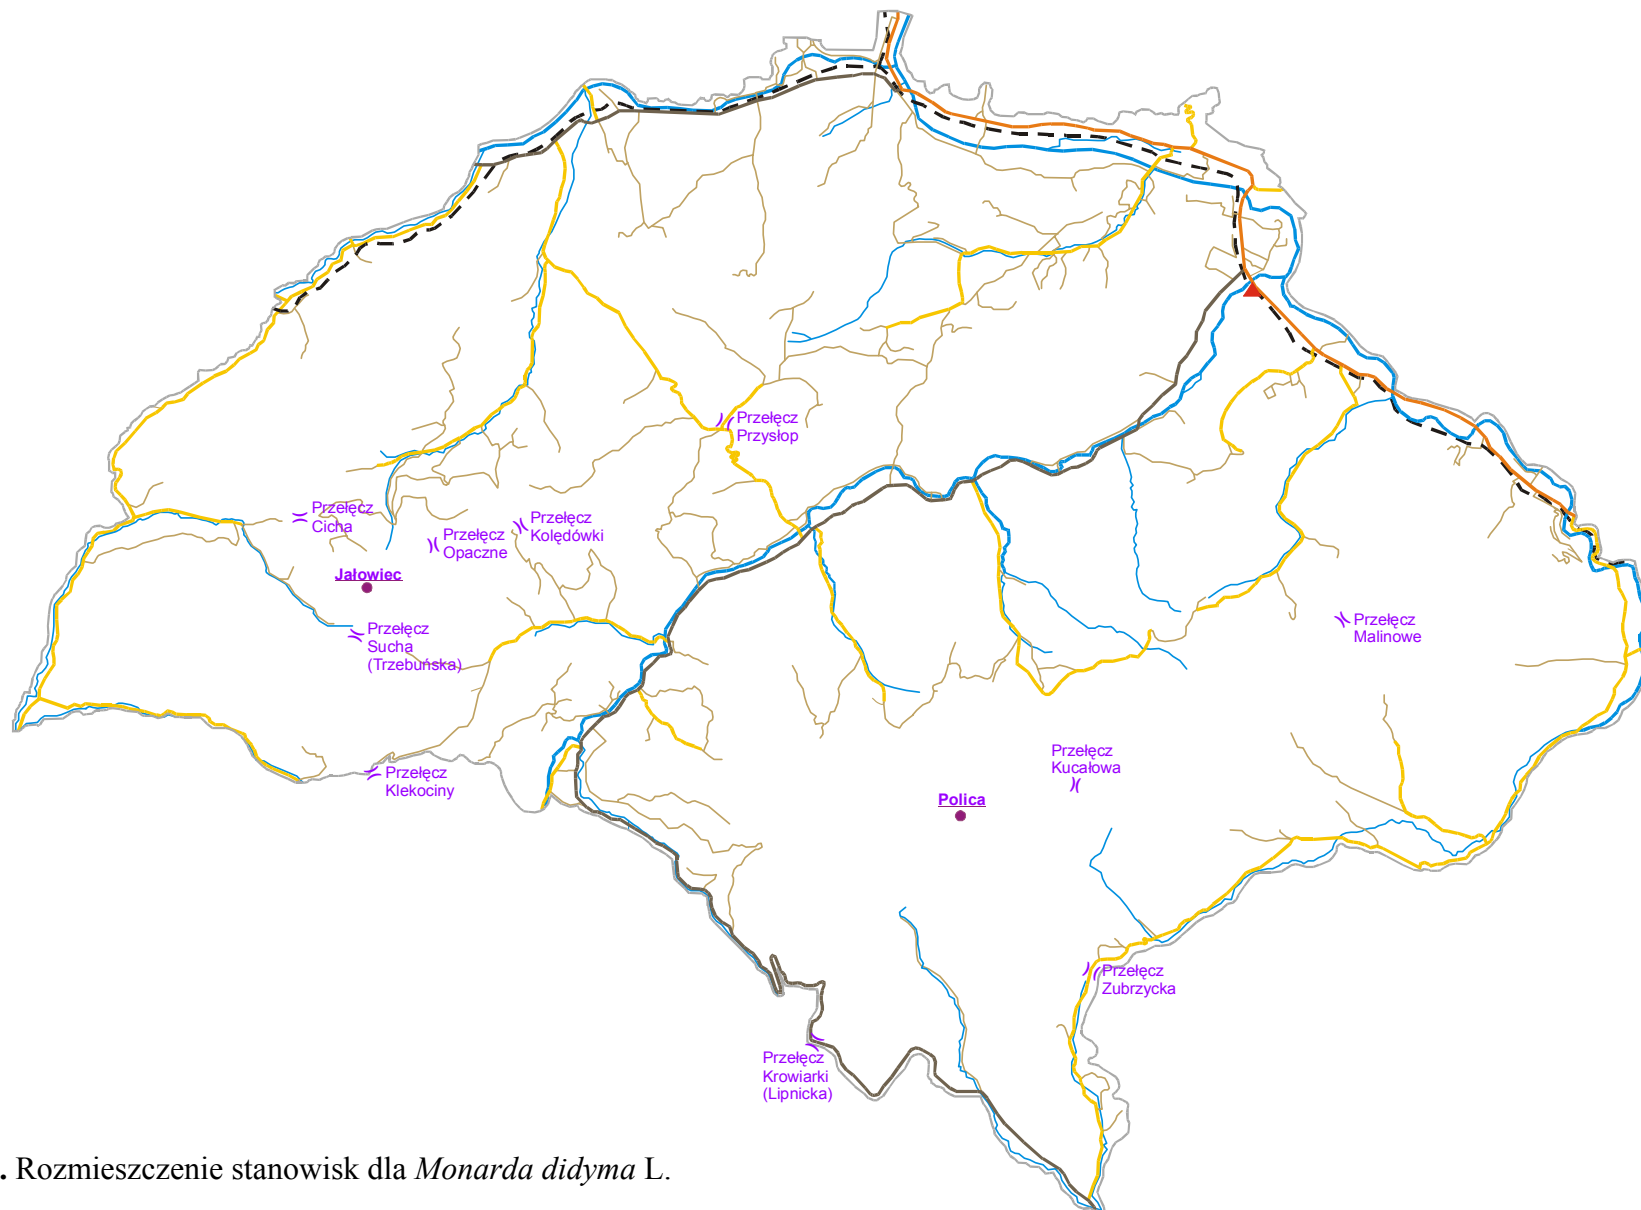 Przełęcz
Przysłop
Przełęcz
Cicha
Przełęcz
Kolędówki
Przełęcz
Opaczne
Jałowiec
Przełęcz
Sucha
(Trzebuńska)
Przełęcz
Malinowe
Przełęcz
Klekociny
Przełęcz
Kucałowa
Polica
Przełęcz
Zubrzycka
Przełęcz
Krowiarki
(Lipnicka)
. Rozmieszczenie stanowisk dla Monarda didyma L.